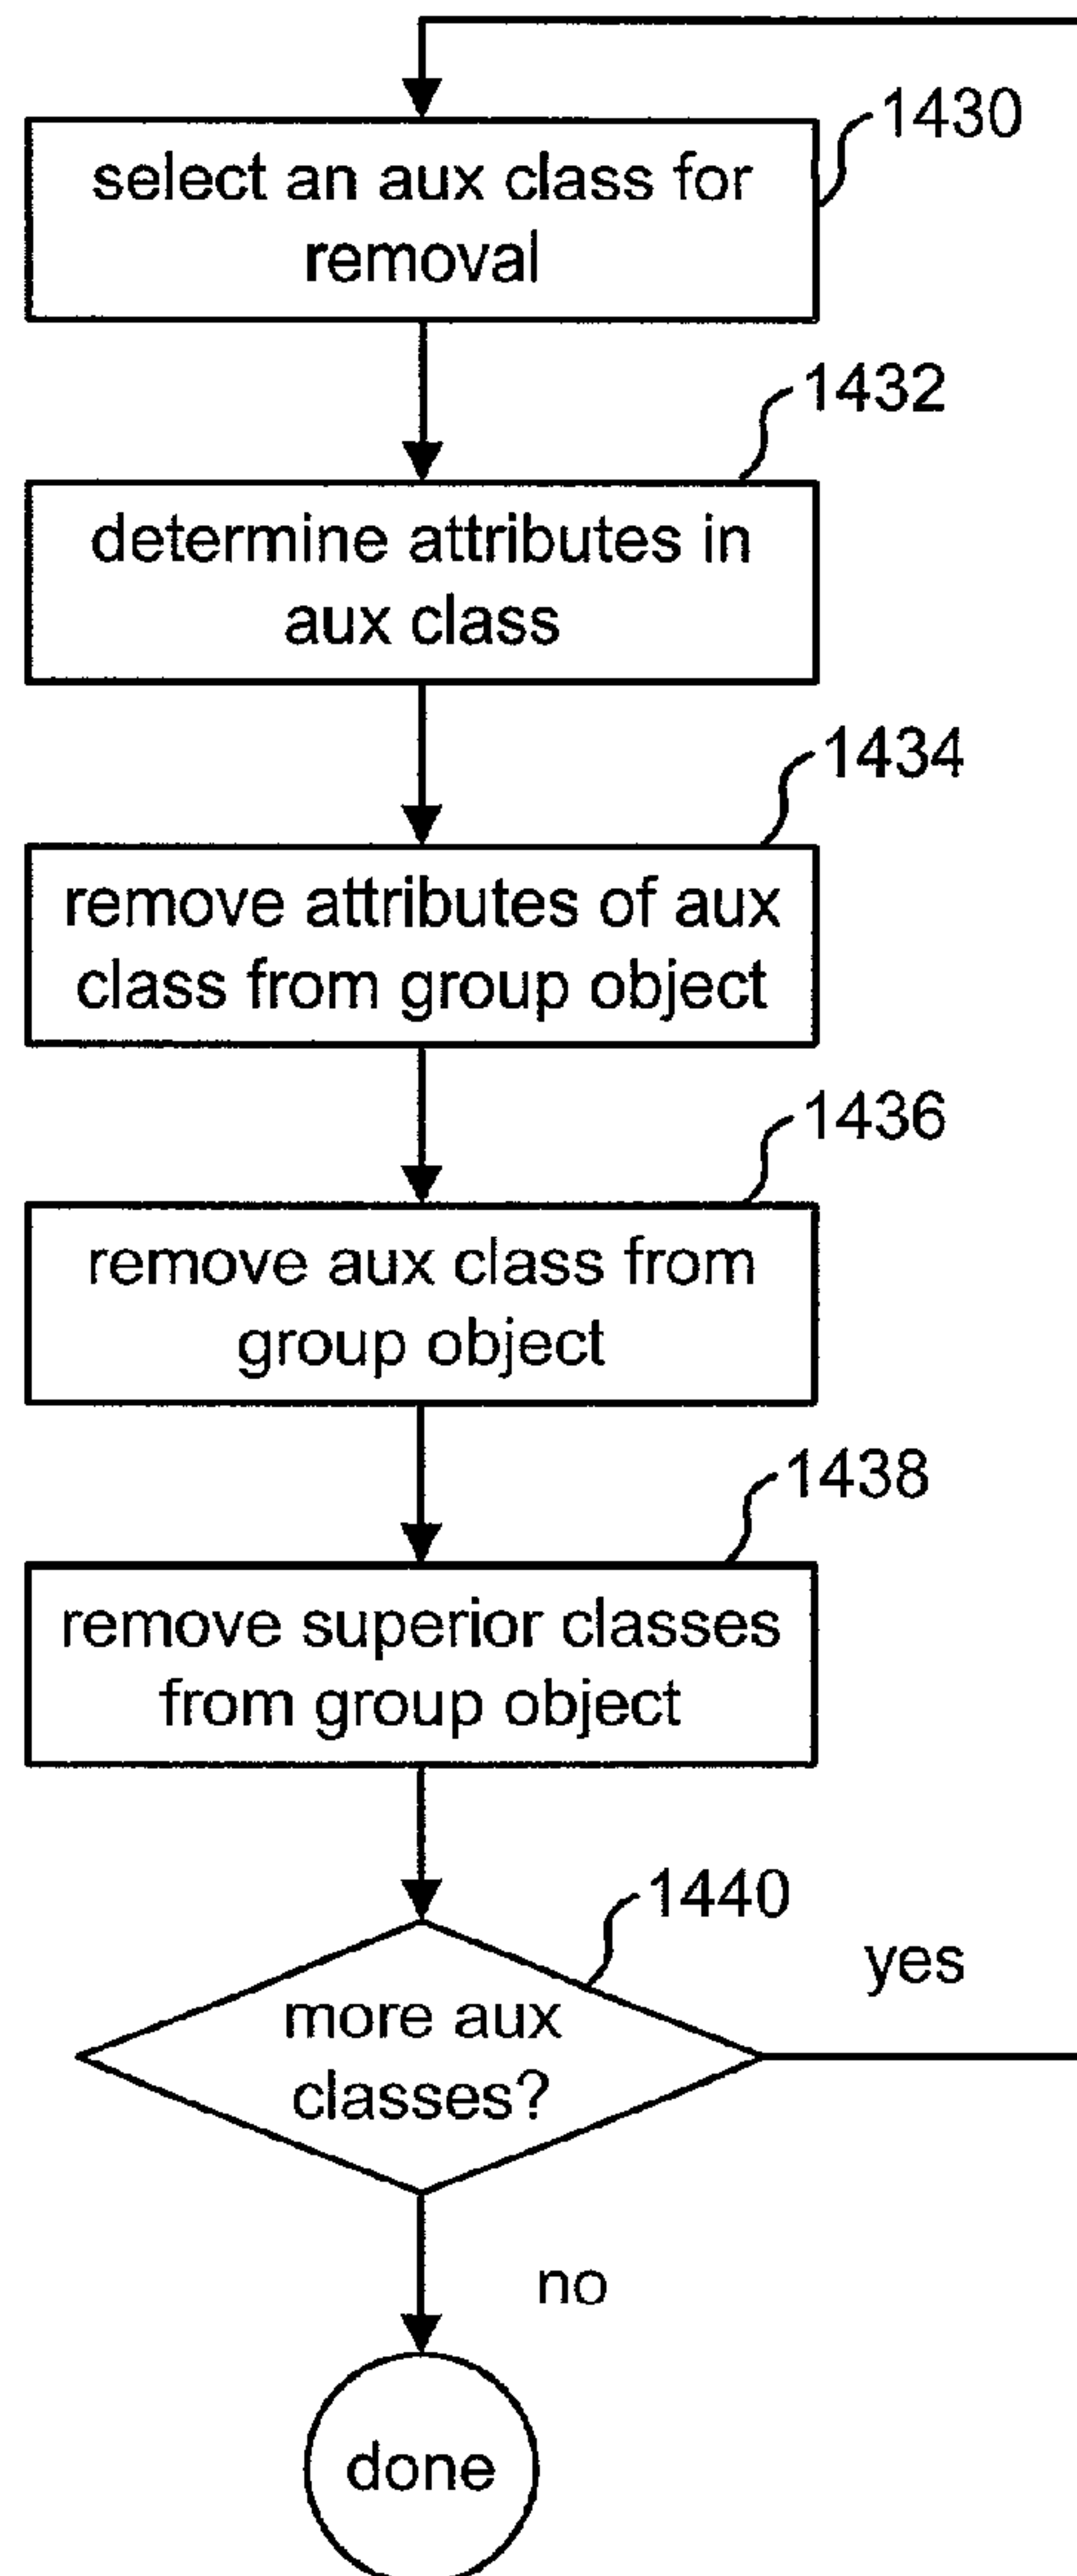 1430
select an aux class for
removal
1432
determine attributes in
aux class
1434
remove attributes of aux
class from group object
1436
remove aux class from
group object
1438
remove superior classes
from group object
1440
more aux
classes?
yes
no
done